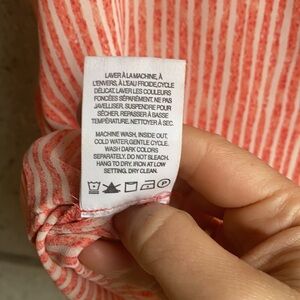 LAVER À LA MACHINE, À
L'ENVERS, À L'EAU FROIDE,CYCLE
DÉLICAT. LAVER LES COULEURS
FONCÉES SÉPARÉMENT. NE PAS
JAVELLISER. SUSPENDRE POUR
SÉCHER. REPASSER À BASSE
TEMPÉRATURE. NETTOYER À SEC.
MACHINE WASH, INSIDE OUT,
COLD WATER,GENTLE CYCLE.
WASH DARK COLORS
SEPARATELY. DO NOT BLEACH.
HANG TO DRY. IRON AT LOW
SETTING. DRY CLEAN.